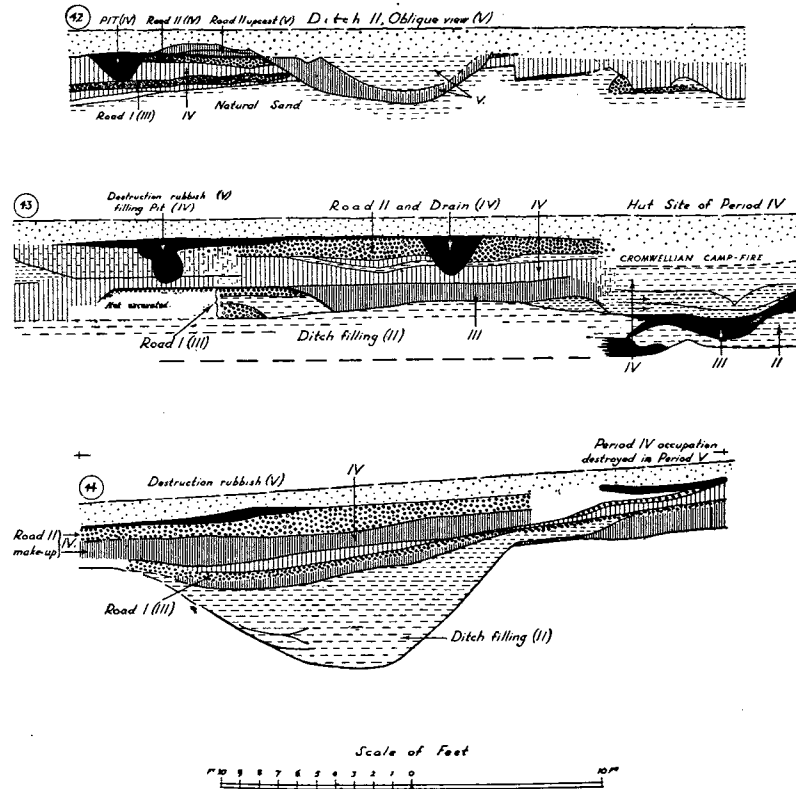 42 PIT (IV) Road II (IV) Road II upcast (V) Ditch II, Oblique view (V)
Road I (III) IV Natural Sand V.
43 Destruction rubbish (V)
filling Pit (IV) Road II and Drain (IV) IV Hut Site of Period IV
CROMWELLIAN CAMP-FIRE
Not excavated.
Road I (III) Ditch filling (II) III IV III II
44 Destruction rubbish (V) IV Period IV occupation
destroyed in Period V
Road II
make-up IV.
Road I (III)
Ditch filling (II)
Scale of Feet
10 9 8 7 6 5 4 3 2 1 0 10